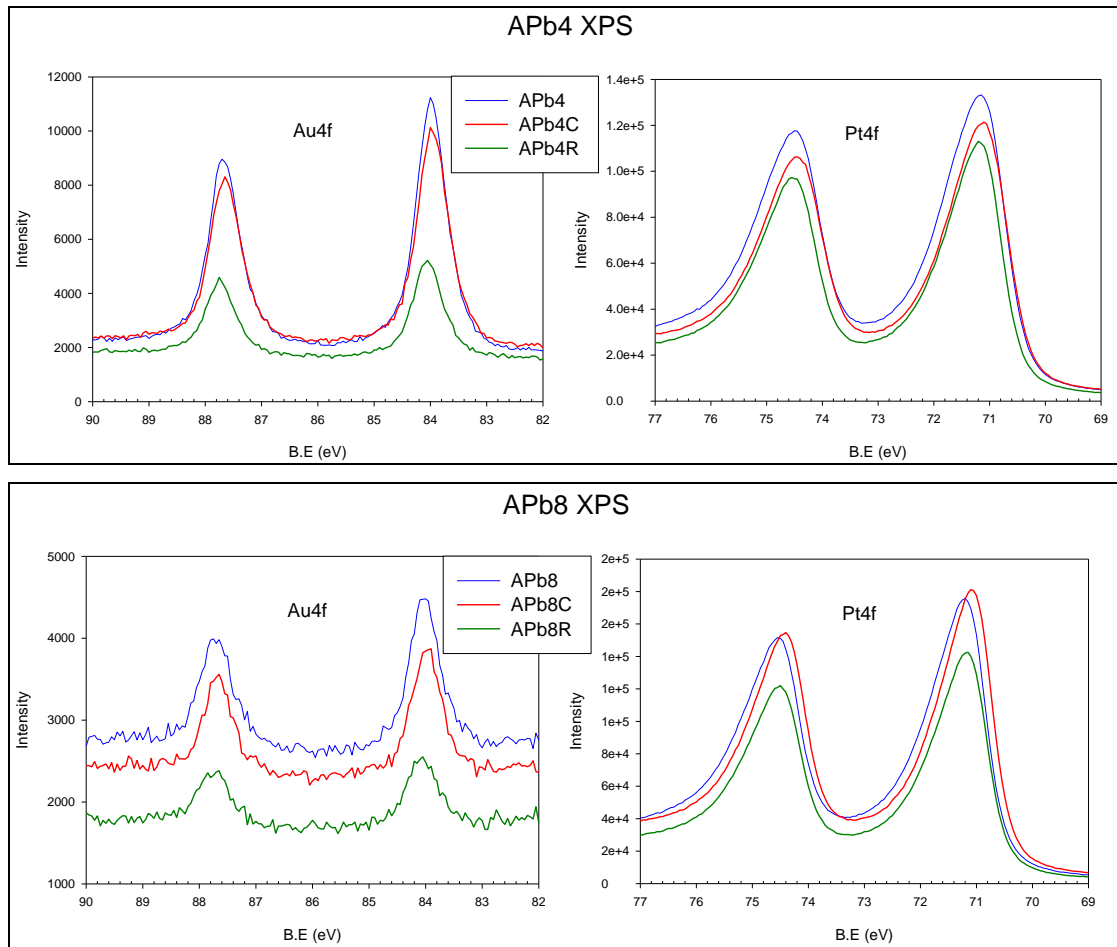 APb4 XPS
12000
10000
8000
6000
4000
2000
0
Intensity
Au4f
APb4
APb4C
APb4R
90 89 88 87 86 85 84 83 82
B.E (eV)
1.4e+5
1.2e+5
1.0e+5
8.0e+4
6.0e+4
4.0e+4
2.0e+4
0.0
Intensity
Pt4f
77 76 75 74 73 72 71 70 69
B.E (eV)
APb8 XPS
5000
4000
3000
2000
1000
Intensity
Au4f
APb8
APb8C
APb8R
90 89 88 87 86 85 84 83 82
B.E (eV)
2e+5
2e+5
2e+5
1e+5
1e+5
1e+5
8e+4
6e+4
4e+4
2e+4
0
Intensity
Pt4f
77 76 75 74 73 72 71 70 69
B.E (eV)